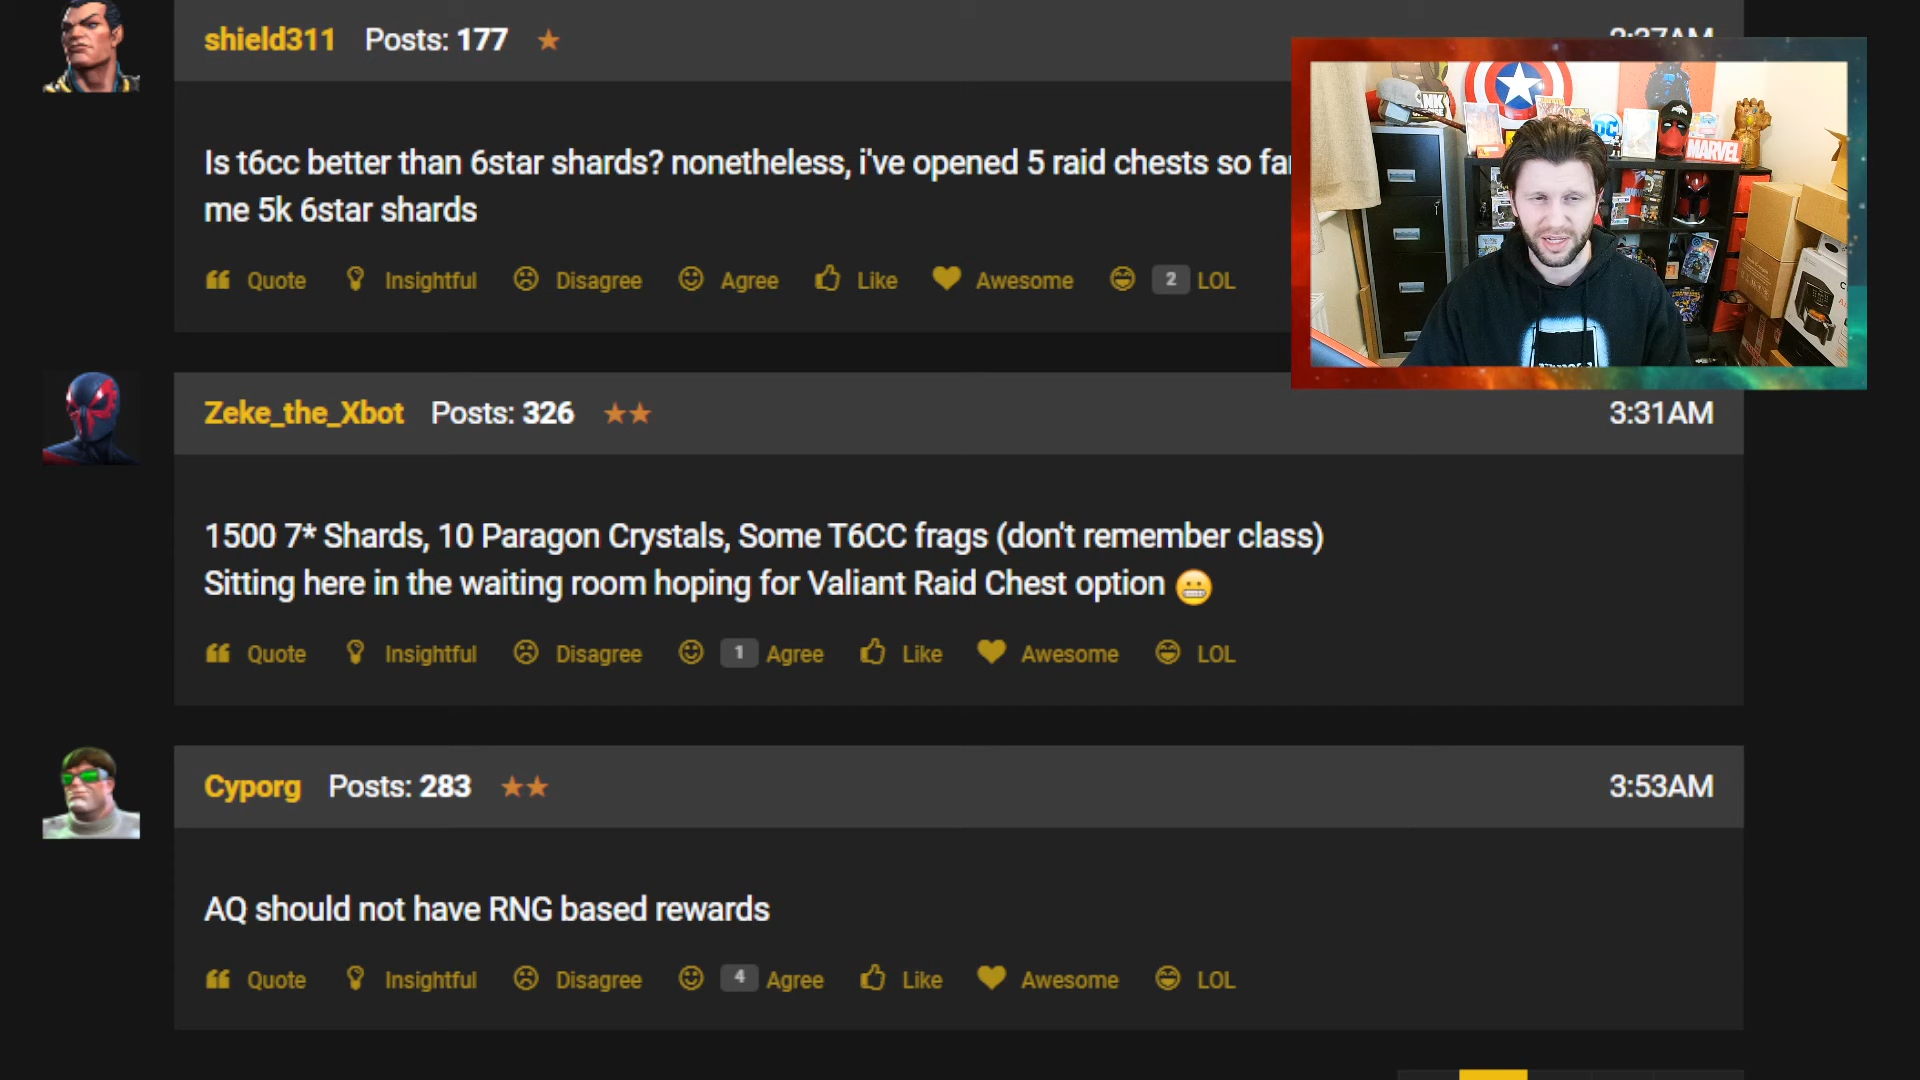 shield311 Posts: 177
Is t6cc better than 6star shards? nonetheless, i've opened 5 raid chests so far
me 5k 6star shards
Quote Insightful Disagree Agree Like Awesome 2 LOL
DC
MARVEL
Zeke_the_Xbot Posts: 326 3:31AM
1500 7* Shards, 10 Paragon Crystals, Some T6CC frags (don't remember class)
Sitting here in the waiting room hoping for Valiant Raid Chest option 😬
Quote Insightful Disagree 1 Agree Like Awesome LOL
Cyporg Posts: 283 3:53AM
AQ should not have RNG based rewards
Quote Insightful Disagree 4 Agree Like Awesome LOL